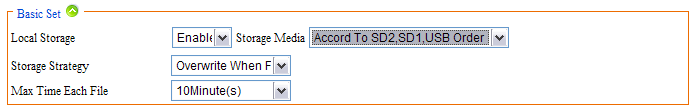 Basic Set
Local Storage Enable Storage Media Accord To SD2,SD1,USB Order
Storage Strategy Overwrite When F
Max Time Each File 10Minute(s)